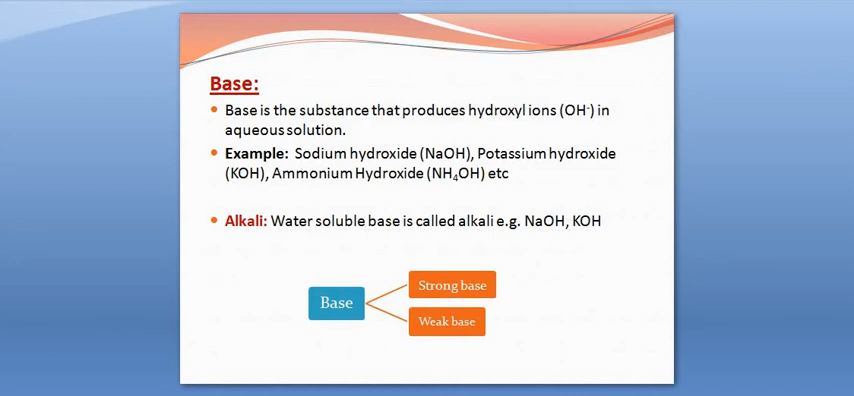 Base:
• Base is the substance that produces hydroxyl ions (OH⁻) in
aqueous solution.
• Example: Sodium hydroxide (NaOH), Potassium hydroxide
(KOH), Ammonium Hydroxide (NH₄OH) etc
• Alkali: Water soluble base is called alkali e.g. NaOH, KOH
Strong base
Base
Weak base